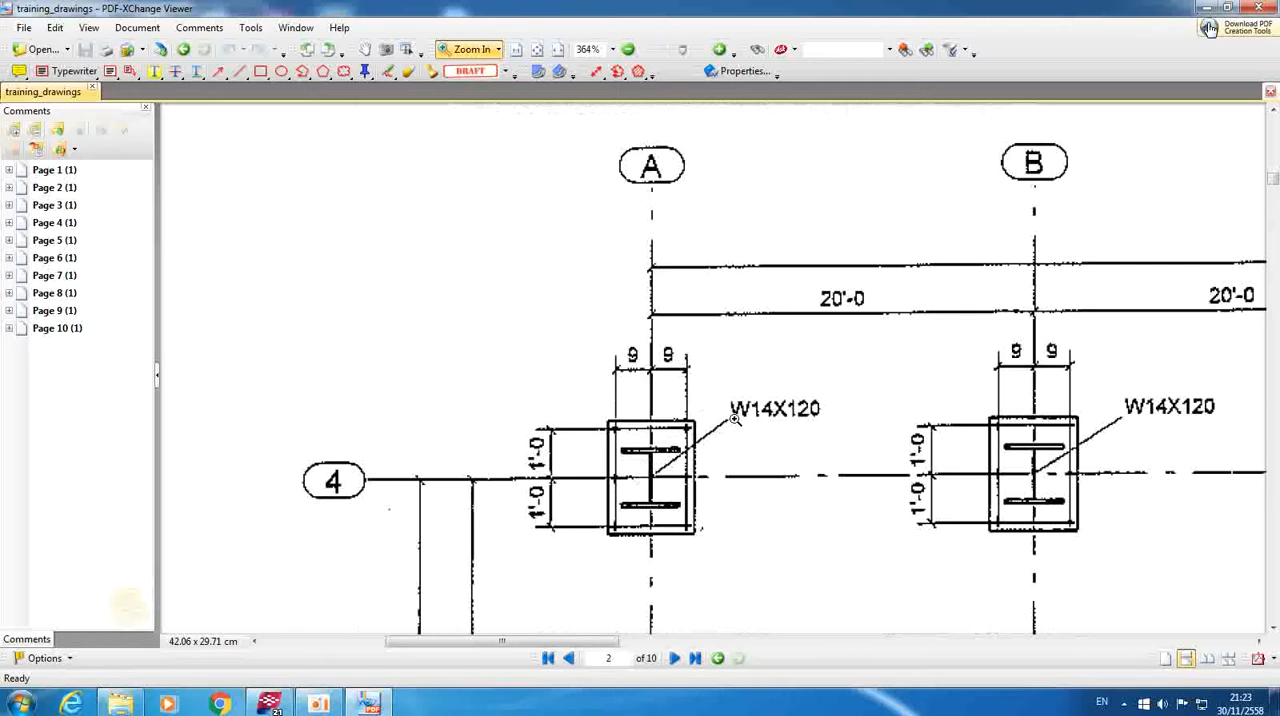 training_drawings - PDF-XChange Viewer
File Edit View Document Comments Tools Window Help
Download PDF
Creation Tools
Open... Zoom In 364%
Typewriter DRAFT Properties...
training_drawings
Comments
Page 1 (1)
Page 2 (1)
Page 3 (1)
Page 4 (1)
Page 5 (1)
Page 6 (1)
Page 7 (1)
Page 8 (1)
Page 9 (1)
Page 10 (1)
A B
20'-0 20'-0
9 9 9 9
W14X120 W14X120
1'-0 1'-0
4
1'-0 1'-0
Comments
42.06 x 29.71 cm
Options 2 of 10
Ready
21
PDF
EN 21:23
30/11/2558